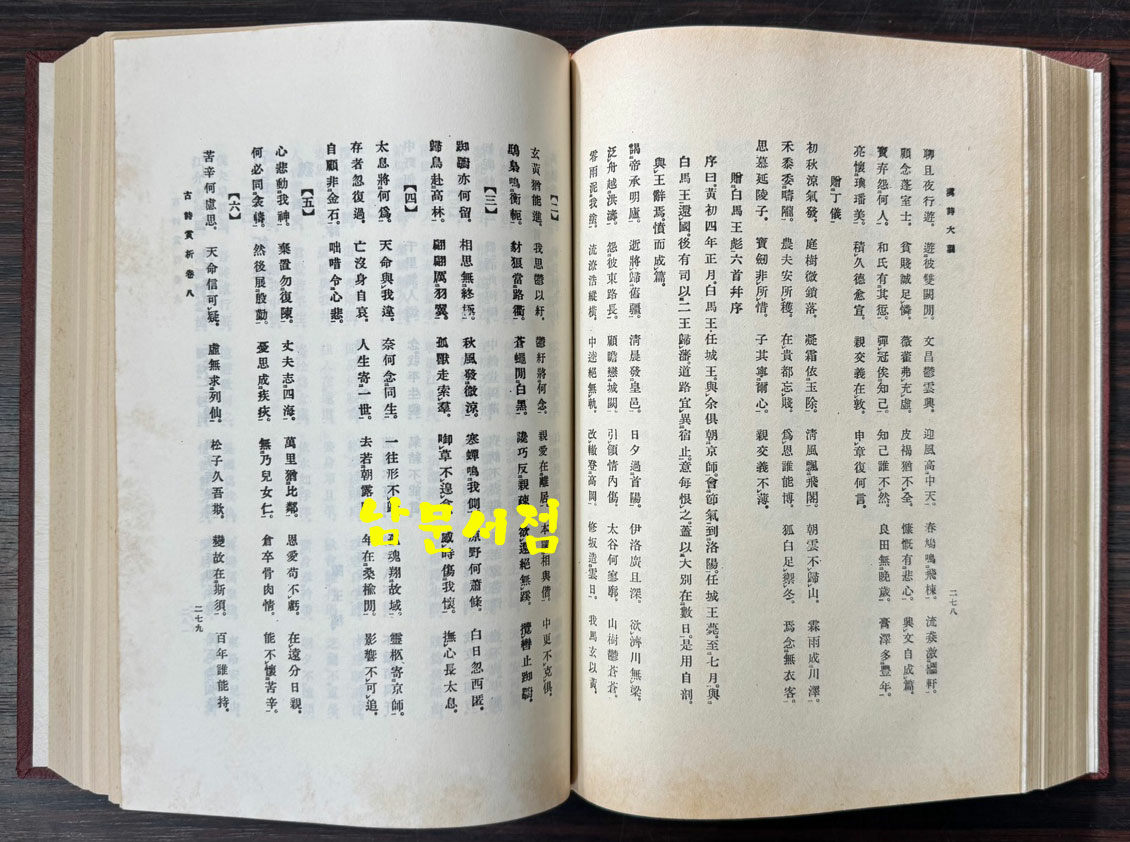 漢詩大觀
聊且夜行遊。 遊彼雙闕閒。 文昌鬱雲興。 迎風高中天。 春鳩鳴飛棟。 流猋激櫺軒。
顧念蓬室士。 貧賤誠足憐。 薇藿弗充虛。 皮褐猶不全。 慷慨有悲心。 興文自成篇。
寶弃怨何人。 和氏有其愆。 彈冠俟知己。 知己誰不然。 良田無晚歲。 膏澤多豐年。
亮懷璵璠美。 積久德愈宣。 親交義在敦。 申章復何言。
贈丁儀
初秋涼氣發。 庭樹微銷落。 凝霜依玉除。 清風飄飛閣。 朝雲不歸山。 霖雨成川澤。
禾黍委疇隴。 農夫安所穫。 在貴都忘賤。 爲恩誰能博。 狐白足禦冬。 焉念無衣客。
思慕延陵子。 寶劒非所惜。 子其寧爾心。 親交義不薄。
贈白馬王彪六首幷序
序曰。黃初四年正月。白馬王任城王與余俱朝京師。會節氣到洛陽。任城王薨。至七月與
白馬王還國。後有司以二王歸藩。道路宜異宿止。意每恨之。蓋以大別在數日。是用自剖。
與王辭焉。憤而成篇。
謁帝承明廬。 逝將歸舊疆。 淸晨發皇邑。 日夕過首陽。 伊洛廣且深。 欲濟川無梁。
泛舟越洪濤。 怨彼東路長。 顧瞻戀城闕。 引領情內傷。 太谷何寥廓。 山樹鬱蒼蒼。
霖雨泥我塗。 流潦浩縱橫。 中逵絕無軌。 改轍登高岡。 修坂造雲日。 我馬玄以黃。
二七八
【二】
玄黃猶能進。 我思鬱以紆。 鬱紆將何念。 親愛在離居。 本 相與偕。 中更不克俱。
鴟梟鳴衡軛。 豺狼當路衢。 蒼蠅閒白黑。 讒巧反親疎。 欲還絕無蹊。 攬轡止踟躕。
【三】
踟躕亦何留。 相思無終極。 秋風發微涼。 寒蟬鳴我側。 原野何蕭條。 白日忽西匿。
歸鳥赴高林。 翩翩厲羽翼。 孤獸走索羣。 啣草不遑食。 感時傷我懷。 撫心長太息。
【四】
太息將何爲。 天命與我違。 奈何念同生。 一往形不歸。 孤魂翔故域。 靈柩寄京師。
存者忽復過。 亡沒身自哀。 人生寄一世。 去若朝露 年在桑楡閒。 影響不可追。
自顧非金石。 咄唶令心悲。
【五】
心悲動我神。 棄置勿復陳。 丈夫志四海。 萬里猶比鄰。 恩愛苟不虧。 在遠分日親。
何必同衾幬。 然後展慇懃。 憂思成疾疢。 無乃兒女仁。 倉卒骨肉情。 能不懷苦辛。
【六】
苦辛何慮思。 天命信可疑。 虛無求列仙。 松子久吾欺。 變故在斯須。 百年誰能持。
古詩賞析卷八
二七九
남문서점